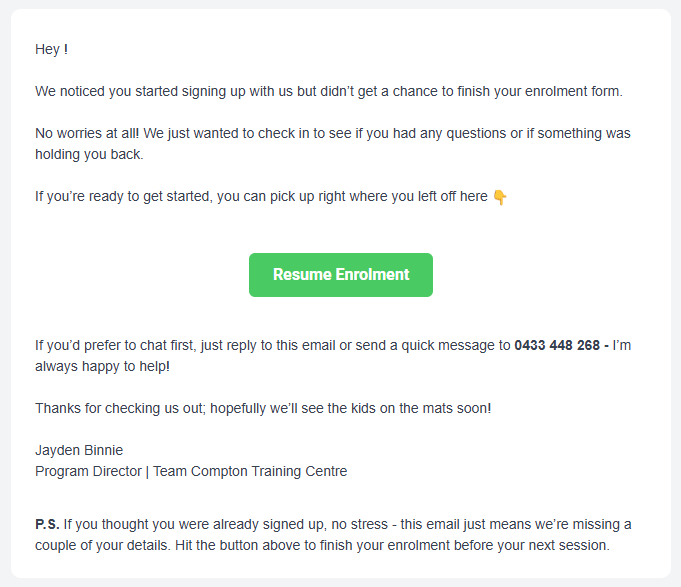 Hey !
We noticed you started signing up with us but didn’t get a chance to finish your enrolment form.
No worries at all! We just wanted to check in to see if you had any questions or if something was
holding you back.
If you’re ready to get started, you can pick up right where you left off here 👇
Resume Enrolment
If you’d prefer to chat first, just reply to this email or send a quick message to 0433 448 268 - I’m
always happy to help!
Thanks for checking us out; hopefully we’ll see the kids on the mats soon!
Jayden Binnie
Program Director | Team Compton Training Centre
P.S. If you thought you were already signed up, no stress - this email just means we’re missing a
couple of your details. Hit the button above to finish your enrolment before your next session.